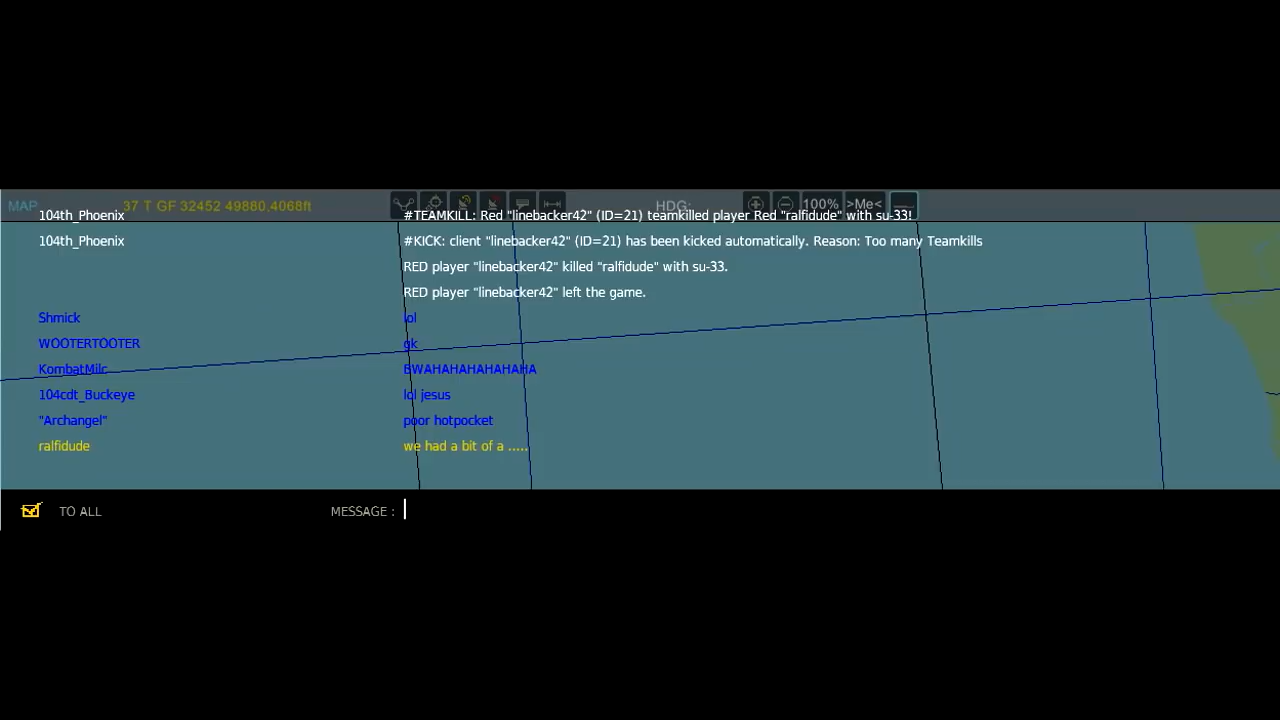 MAP 37 T GF 32452 49860,4068ft HDG: 100% >Me<
104th_Phoenix #TEAMKILL: Red "linebacker42" (ID=21) teamkilled player Red "ralfidude" with su-33!
104th_Phoenix #KICK: client "linebacker42" (ID=21) has been kicked automatically. Reason: Too many Teamkills
RED player "linebacker42" killed "ralfidude" with su-33.
RED player "linebacker42" left the game.
Shmick lol
WOOTERTOOTER gk
KombatMilc BWAHAHAHAHAHAHA
104cdt_Buckeye lol jesus
"Archangel" poor hotpocket
ralfidude we had a bit of a .....
TO ALL MESSAGE :